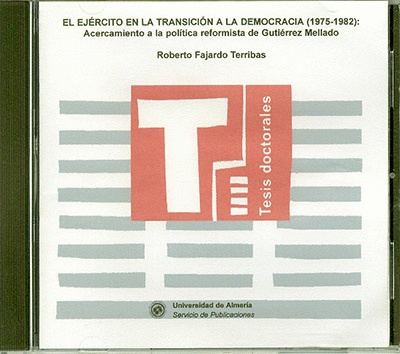 EL EJÉRCITO EN LA TRANSICIÓN A LA DEMOCRACIA (1975-1982):
Acercamiento a la política reformista de Gutiérrez Mellado
Roberto Fajardo Terribas
T
Tesis doctorales
Universidad de Almería
Servicio de Publicaciones